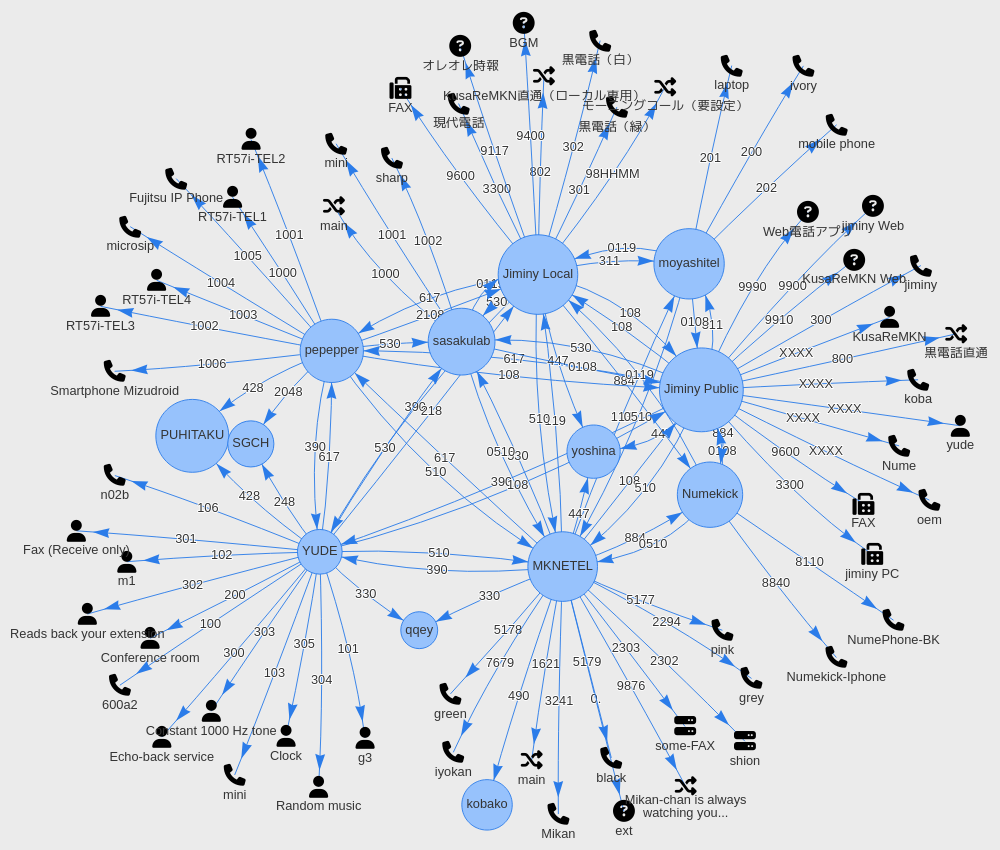 BGM
オレオレ時報
黒電話（白）
KusaReMKN直通（ローカル専用）
モーニングコール（要設定）
FAX
現代電話
黒電話（緑）
laptop
ivory
mobile phone
9117
9400
302
9600
3300
802
301
98HHMM
201
200
202
RT57i-TEL2
mini
sharp
Fujitsu IP Phone
RT57i-TEL1
main
microsip
1001
1001
1002
1005
1000
1000
1004
1003
1002
1006
RT57i-TEL4
RT57i-TEL3
Smartphone Mizudroid
Web電話アプリ
jiminy Web
KusaReMKN Web
jiminy
KusaReMKN
黒電話直通
koba
yude
Nume
oem
FAX
jiminy PC
Jiminy Local
moyashitel
0119
311
617
2108
530
530
108
108
0108
pepepper
sasakulab
Jiminy Public
530
617
108
447
0108
0119
9990
9900
9910
300
XXXX
800
XXXX
XXXX
XXXX
XXXX
9600
3300
428
2048
PUHITAKU
SGCH
yoshina
Numekick
390
617
530
218
617
510
884
0108
428
248
447
108
510
8110
8840
NumePhone-BK
Numekick-Iphone
n02b
106
Fax (Receive only)
301
m1
102
302
Reads back your extension
200
Conference room
100
600a2
303
300
Constant 1000 Hz tone
Echo-back service
103
305
304
101
mini
Clock
Random music
g3
YUDE
510
390
330
qqey
330
MKNETEL
0510
5178
7679
490
1621
3241
5179
0.
2303
9876
2302
2294
5177
green
iyokan
main
kobako
Mikan
black
ext
some-FAX
Mikan-chan is always
watching you...
shion
pink
grey